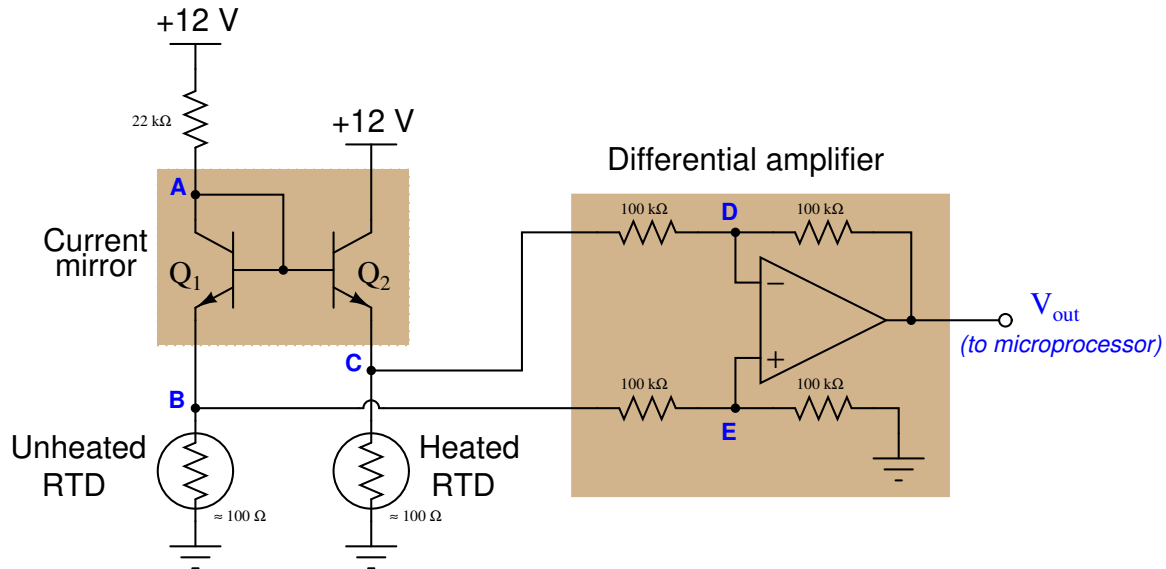 +12 V
22 kΩ
+12 V
A
Current
mirror
Q1
Q2
C
B
Unheated
RTD
≈ 100 Ω
Heated
RTD
≈ 100 Ω
Differential amplifier
100 kΩ
D
100 kΩ
−
+
Vout
(to microprocessor)
100 kΩ
E
100 kΩ